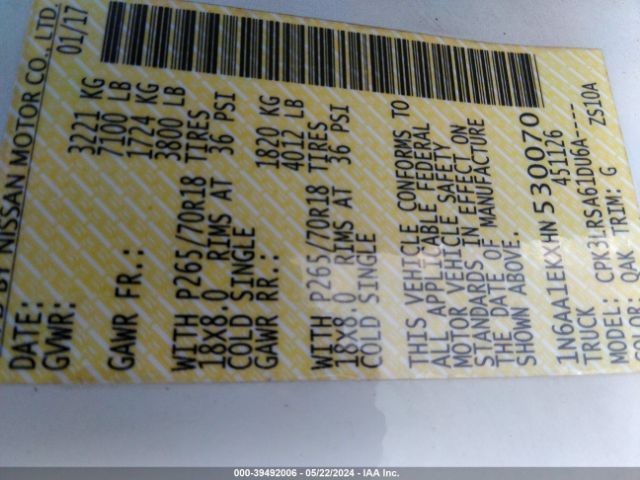 BY NISSAN MOTOR CO., LTD.
DATE: 01/17
GVWR: 3221 KG
7100 LB
GAWR FR.: 1724 KG
3800 LB
WITH P265/70R18 TIRES
18X8.0 RIMS AT 36 PSI
COLD SINGLE
GAWR RR.: 1820 KG
4012 LB
WITH P265/70R18 TIRES
18X8.0 RIMS AT 36 PSI
COLD SINGLE
THIS VEHICLE CONFORMS TO
ALL APPLICABLE FEDERAL
MOTOR VEHICLE SAFETY
STANDARDS IN EFFECT ON
THE DATE OF MANUFACTURE
SHOWN ABOVE.
1N6AA1EKXHN530070
TRUCK 451126
MODEL: CPK3LRSA61DU6A----
COLOR: QAK TRIM: G ZS10A
000-39492006 - 05/22/2024 - IAA Inc.